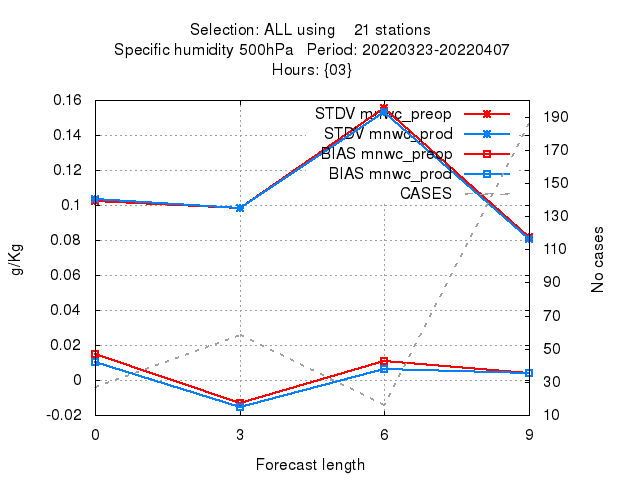 Selection: ALL using    21 stations
Specific humidity 500hPa   Period: 20220323-20220407
Hours: {03}
0.16
0.14
0.12
0.1
0.08
0.06
0.04
0.02
0
-0.02
g/Kg
STDV mnwc_preop
STDV mnwc_prod
BIAS mnwc_preop
BIAS mnwc_prod
CASES
190
170
150
130
110
90
70
50
30
10
No cases
0 3 6 9
Forecast length